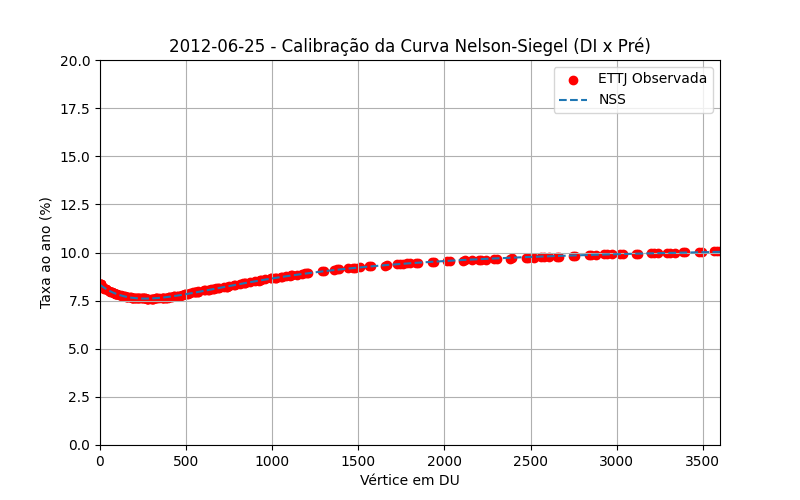 2012-06-25 - Calibração da Curva Nelson-Siegel (DI x Pré)
ETTJ Observada
NSS
Taxa ao ano (%)
20.0
17.5
15.0
12.5
10.0
7.5
5.0
2.5
0.0
0 500 1000 1500 2000 2500 3000 3500
Vértice em DU